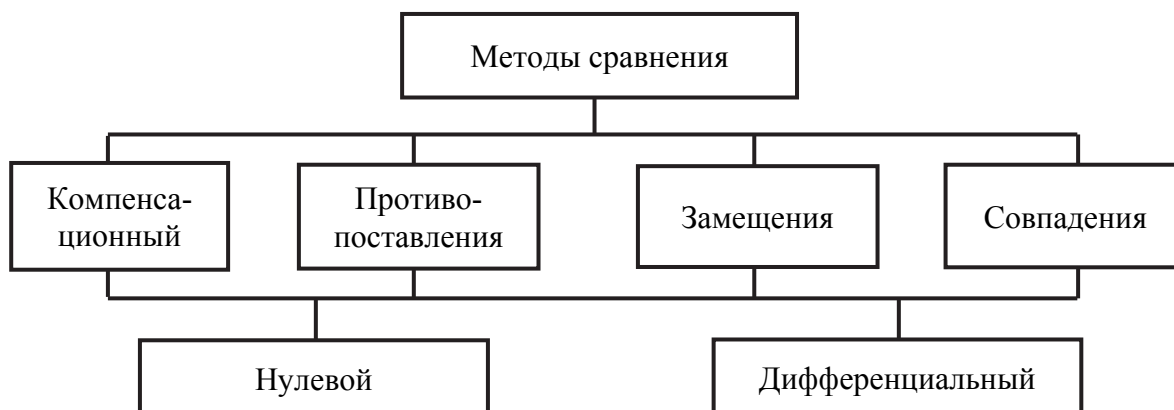 Методы сравнения
Компенса-
ционный
Противо-
поставления
Замещения
Совпадения
Нулевой
Дифференциальный